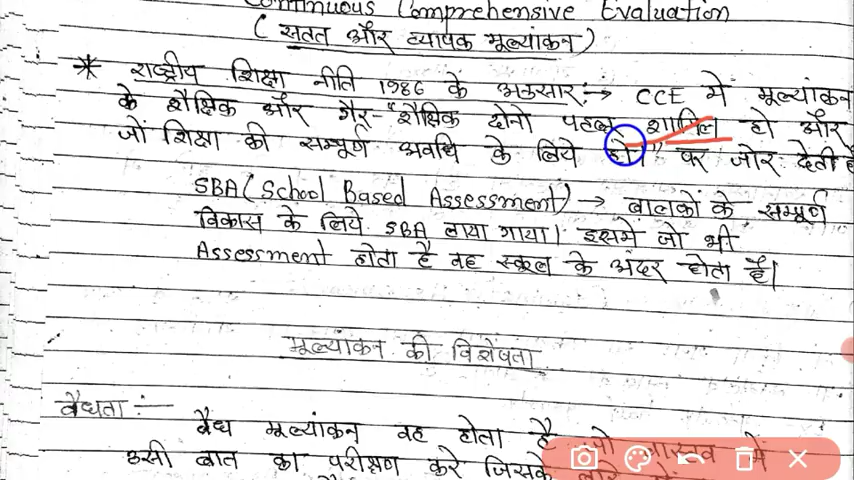 Continuous Comprehensive Evaluation
( सतत और व्यापक मूल्यांकन )
* राष्ट्रीय शिक्षा नीति 1986 के अनुसार :→ CCE में मूल्यांकन
के शैक्षिक और गैर-"शैक्षिक दोनो पहलू शामिल हो और
जो शिक्षा की सम्पूर्ण अवधि के लिये हो" पर जोर देती है
SBA (School Based Assessment) → बालकों के सम्पूर्ण
विकास के लिये SBA लाया गाया। इसमे जो भी
Assessment होता है वह स्कूल के अंदर होता है।
मूल्यांकन की विशेषता
वैधता :—
वैध मूल्यांकन वह होता है जो वास्तव में
उसी बात का परीक्षण करे जिसके